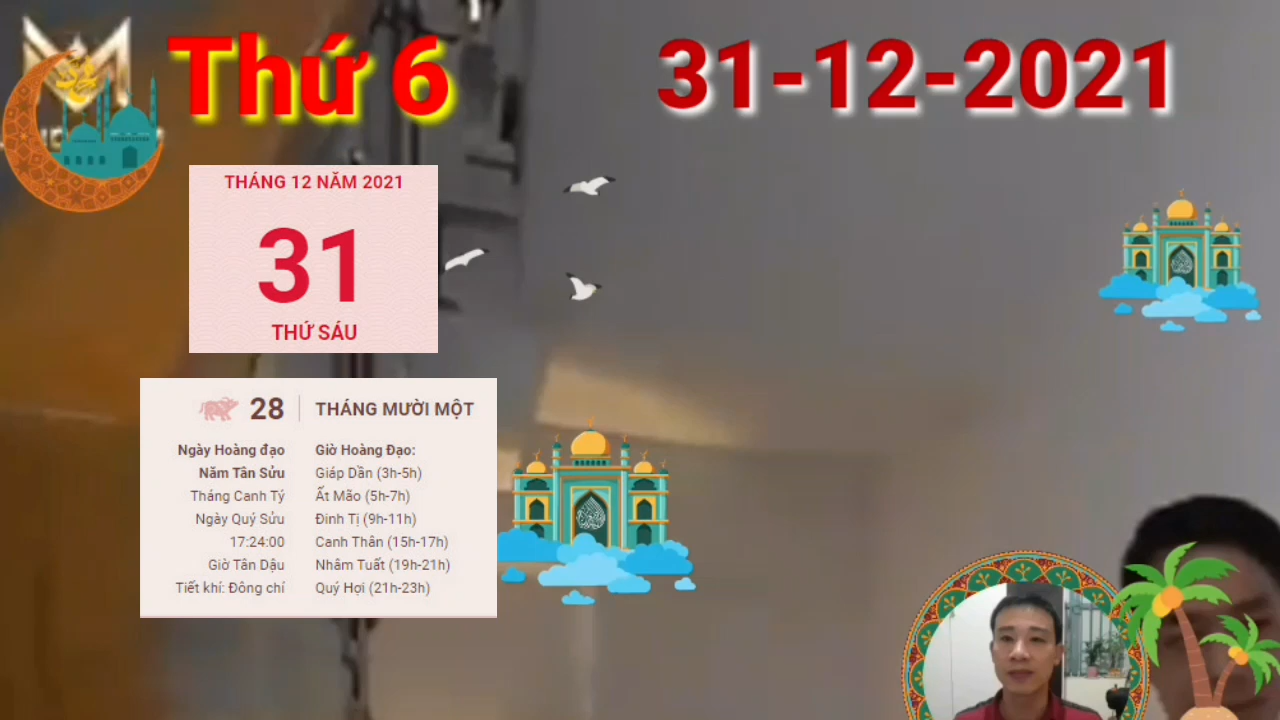 Thứ 6
31-12-2021
THÁNG 12 NĂM 2021
31
THỨ SÁU
28
THÁNG MƯỜI MỘT
Ngày Hoàng đạo
Năm Tân Sửu
Tháng Canh Tý
Ngày Quý Sửu
17:24:00
Giờ Tân Dậu
Tiết khí: Đông chí
Giờ Hoàng Đạo:
Giáp Dần (3h-5h)
Ất Mão (5h-7h)
Đinh Tị (9h-11h)
Canh Thân (15h-17h)
Nhâm Tuất (19h-21h)
Quý Hợi (21h-23h)